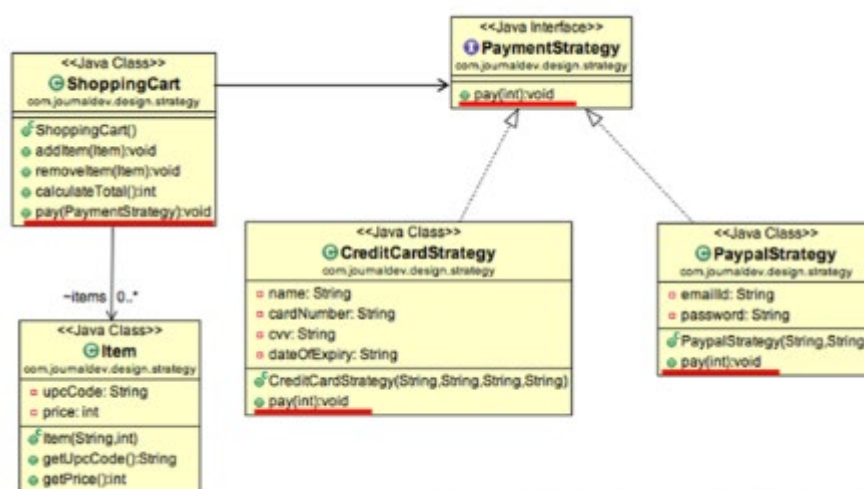 <<Java Class>>
ShoppingCart
com.journaldev.design.strategy
ShoppingCart()
addItem(Item):void
removeItem(Item):void
calculateTotal():int
pay(PaymentStrategy):void
<<Java Interface>>
PaymentStrategy
com.journaldev.design.strategy
pay(int):void
~items 0..*
<<Java Class>>
Item
com.journaldev.design.strategy
upcCode: String
price: int
Item(String,int)
getUpcCode():String
getPrice():int
<<Java Class>>
CreditCardStrategy
com.journaldev.design.strategy
name: String
cardNumber: String
cvv: String
dateOfExpiry: String
CreditCardStrategy(String,String,String,String)
pay(int):void
<<Java Class>>
PaypalStrategy
com.journaldev.design.strategy
emailId: String
password: String
PaypalStrategy(String,String
pay(int):void